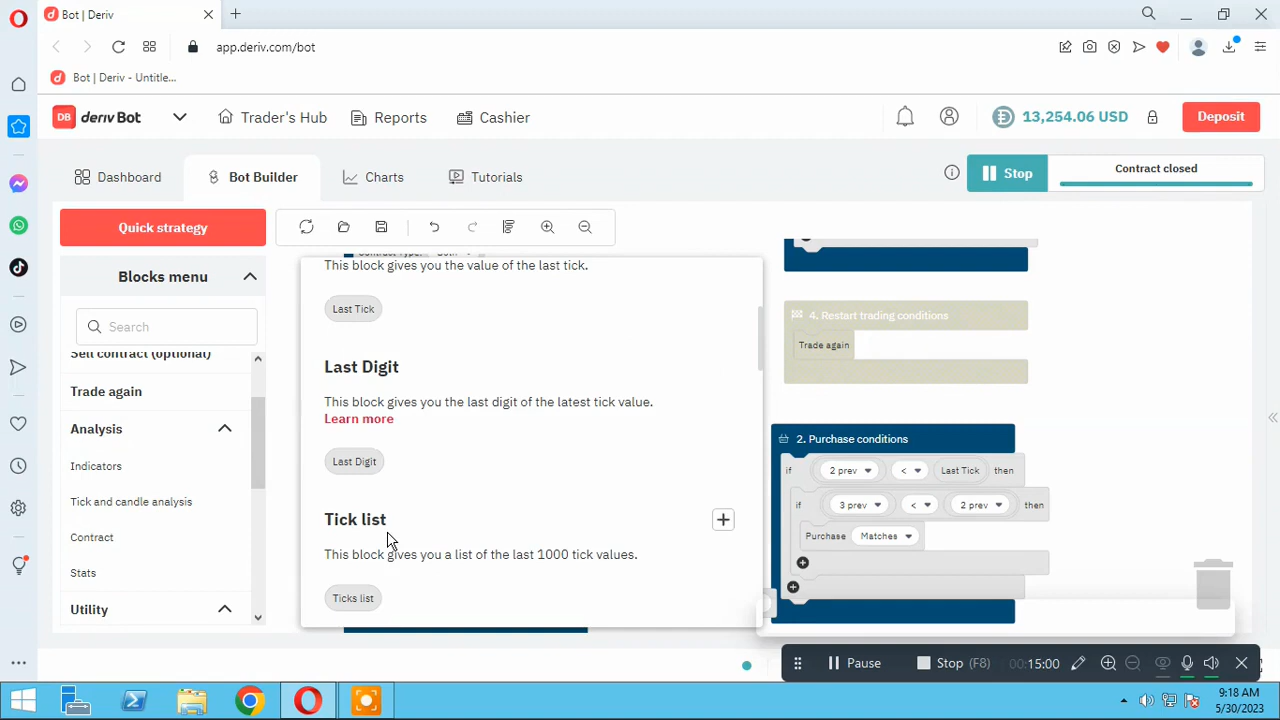 Bot | Deriv
app.deriv.com/bot
Bot | Deriv - Untitle...
DB deriv Bot
Trader's Hub
Reports
Cashier
13,254.06 USD
Deposit
Dashboard
Bot Builder
Charts
Tutorials
Stop
Contract closed
Quick strategy
Blocks menu
Search
Sell contract (optional)
Trade again
Analysis
Indicators
Tick and candle analysis
Contract
Stats
Utility
This block gives you the value of the last tick.
Last Tick
Last Digit
This block gives you the last digit of the latest tick value.
Learn more
Last Digit
Tick list
This block gives you a list of the last 1000 tick values.
Ticks list
4. Restart trading conditions
Trade again
2. Purchase conditions
if 2 prev < Last Tick then
if 3 prev < 2 prev then
Purchase Matches
Pause
Stop (F8)
00:15:00
9:18 AM
5/30/2023